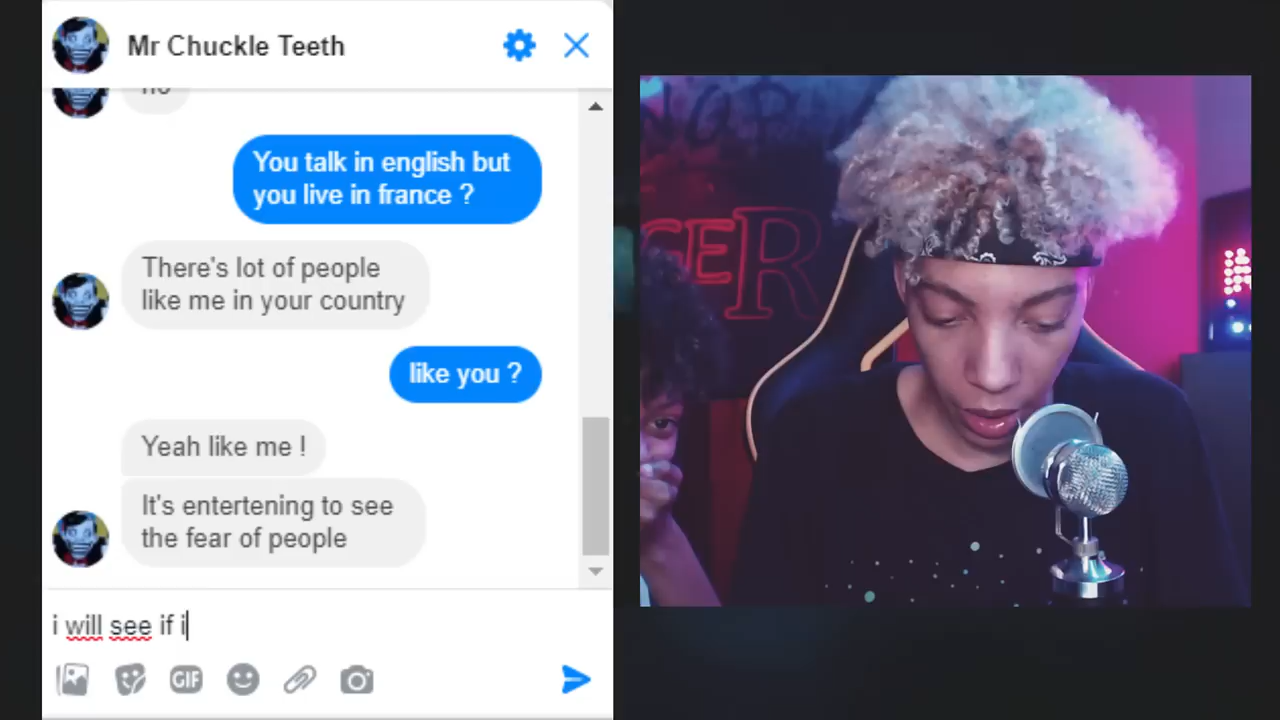 Mr Chuckle Teeth
no
You talk in english but
you live in france ?
There's lot of people
like me in your country
like you ?
Yeah like me !
It's entertening to see
the fear of people
i will see if i
GIF
GER